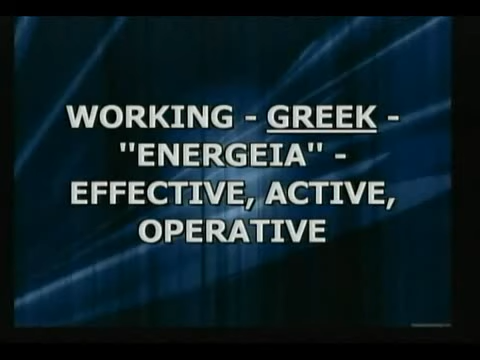 WORKING - GREEK -
"ENERGEIA" -
EFFECTIVE, ACTIVE,
OPERATIVE